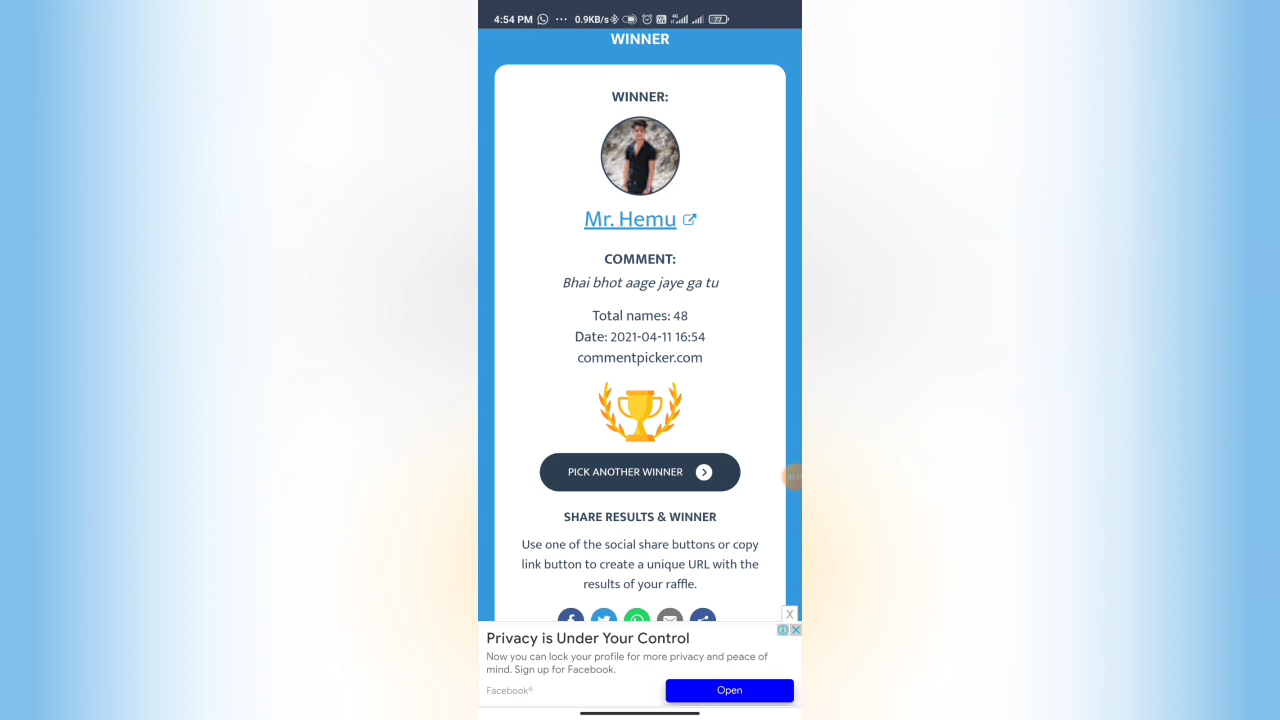 4:54 PM ... 0.9KB/s 4G 77
WINNER
WINNER:
Mr. Hemu
COMMENT:
Bhai bhot aage jaye ga tu
Total names: 48
Date: 2021-04-11 16:54
commentpicker.com
PICK ANOTHER WINNER
SHARE RESULTS & WINNER
Use one of the social share buttons or copy
link button to create a unique URL with the
results of your raffle.
X
Privacy is Under Your Control
Now you can lock your profile for more privacy and peace of
mind. Sign up for Facebook.
Facebook®
Open